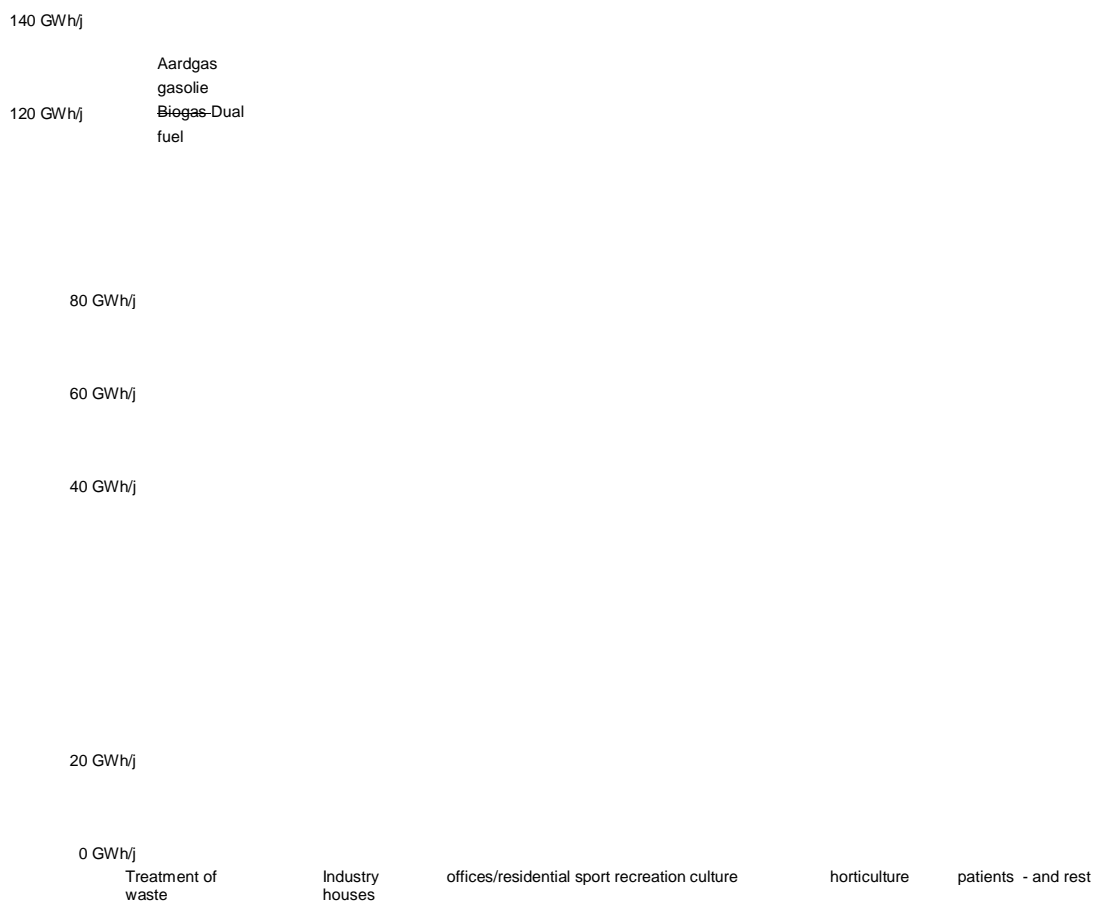 140 GWh/j
Aardgas
gasolie
120 GWh/j
Biogas Dual
fuel
80 GWh/j
60 GWh/j
40 GWh/j
20 GWh/j
0 GWh/j
Treatment of
waste
Industry
houses
offices/residential sport recreation culture
horticulture
patients - and rest